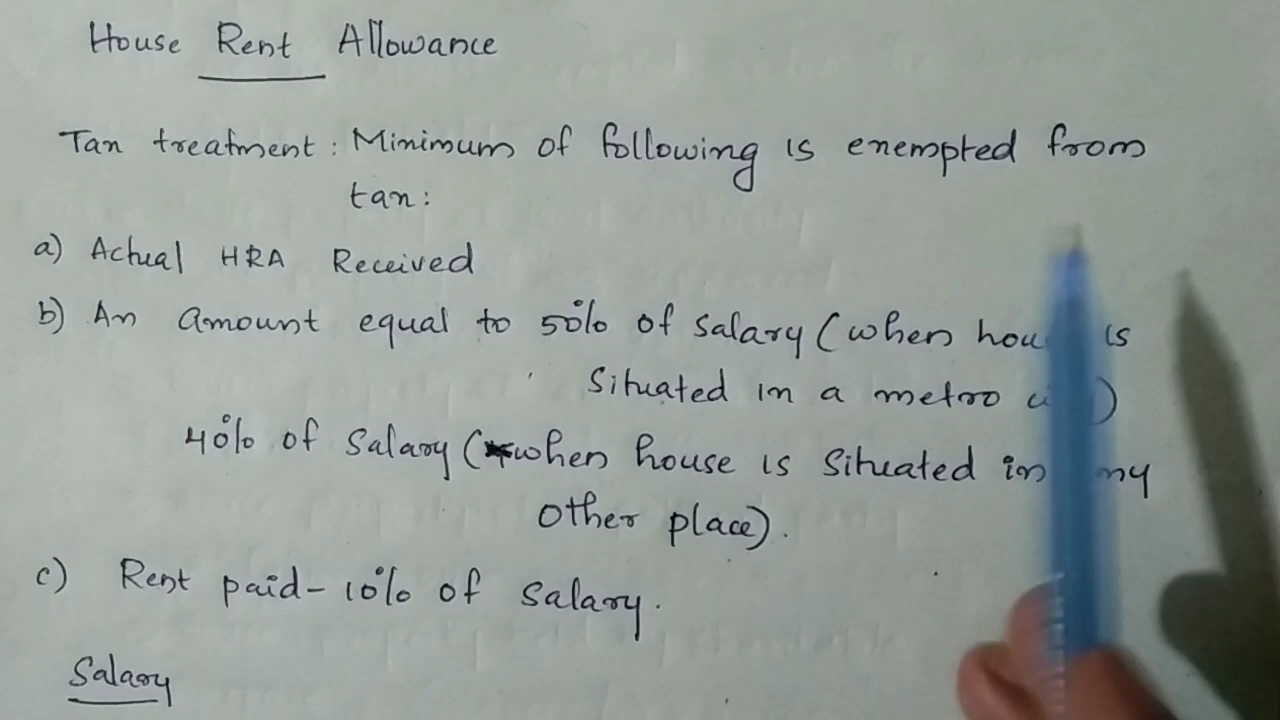 House Rent Allowance
Tax treatment: Minimum of following is exempted from
tax:
a) Actual HRA Received
b) An amount equal to 50% of salary (when is
situated in a metro )
40% of salary (when house is situated in
other place).
c) Rent paid - 10% of salary.
Salary